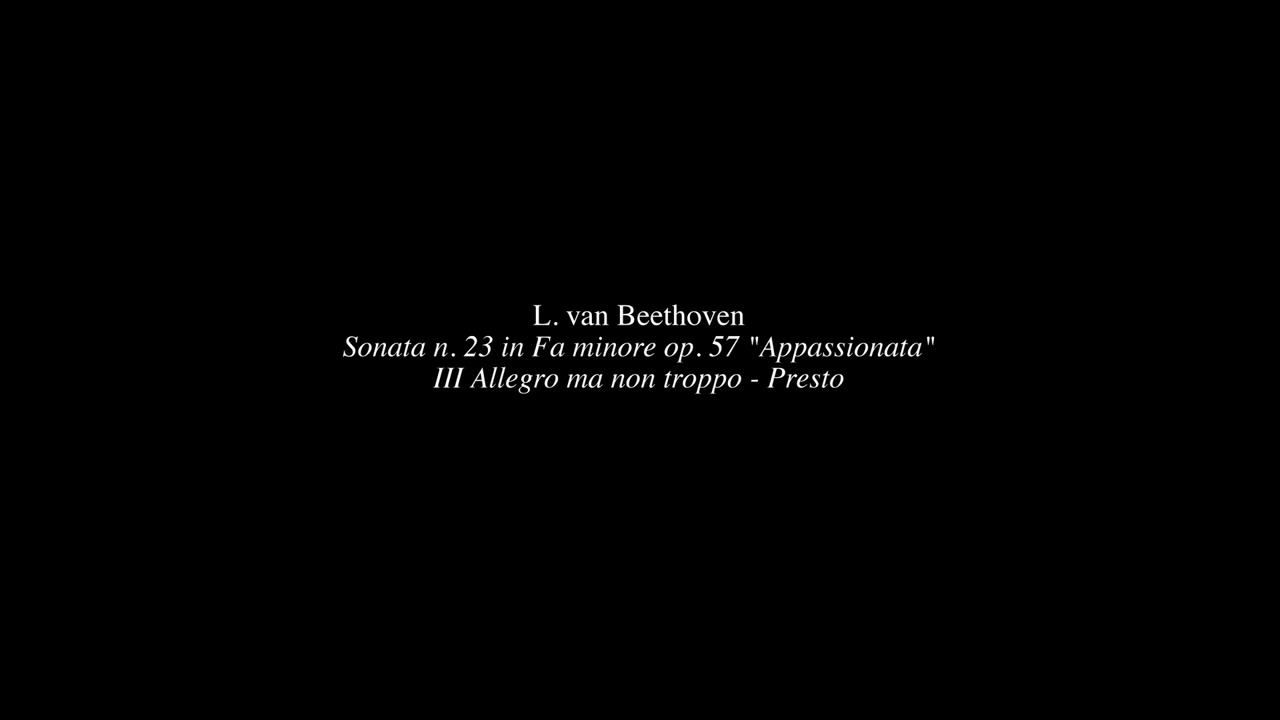 L. van Beethoven
Sonata n. 23 in Fa minore op. 57 "Appassionata"
III Allegro ma non troppo - Presto